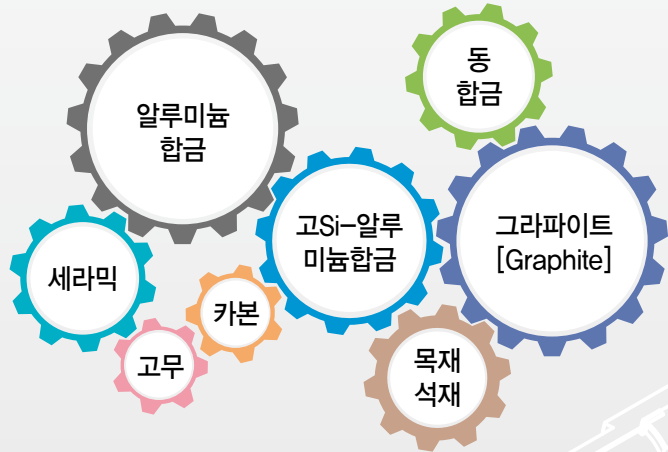 알루미늄
합금
동
합금
고Si-알루
미늄합금
그라파이트
[Graphite]
세라믹
카본
고무
목재
석재